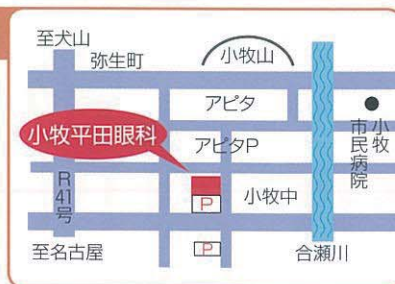 至犬山
弥生町
小牧山
アピタ
小牧平田眼科
アピタP
小牧
市民病院
R41号
P
小牧中
至名古屋
P
合瀬川